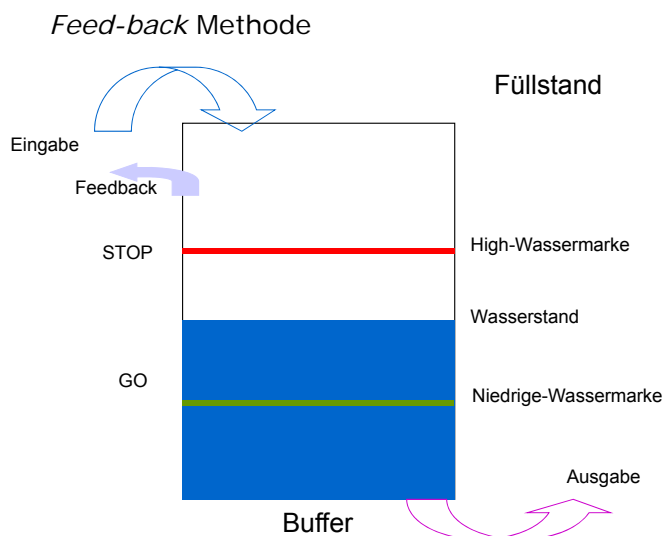 Feed-back Methode
Füllstand
Eingabe
Feedback
STOP
High-Wassermarke
Wasserstand
GO
Niedrige-Wassermarke
Ausgabe
Buffer